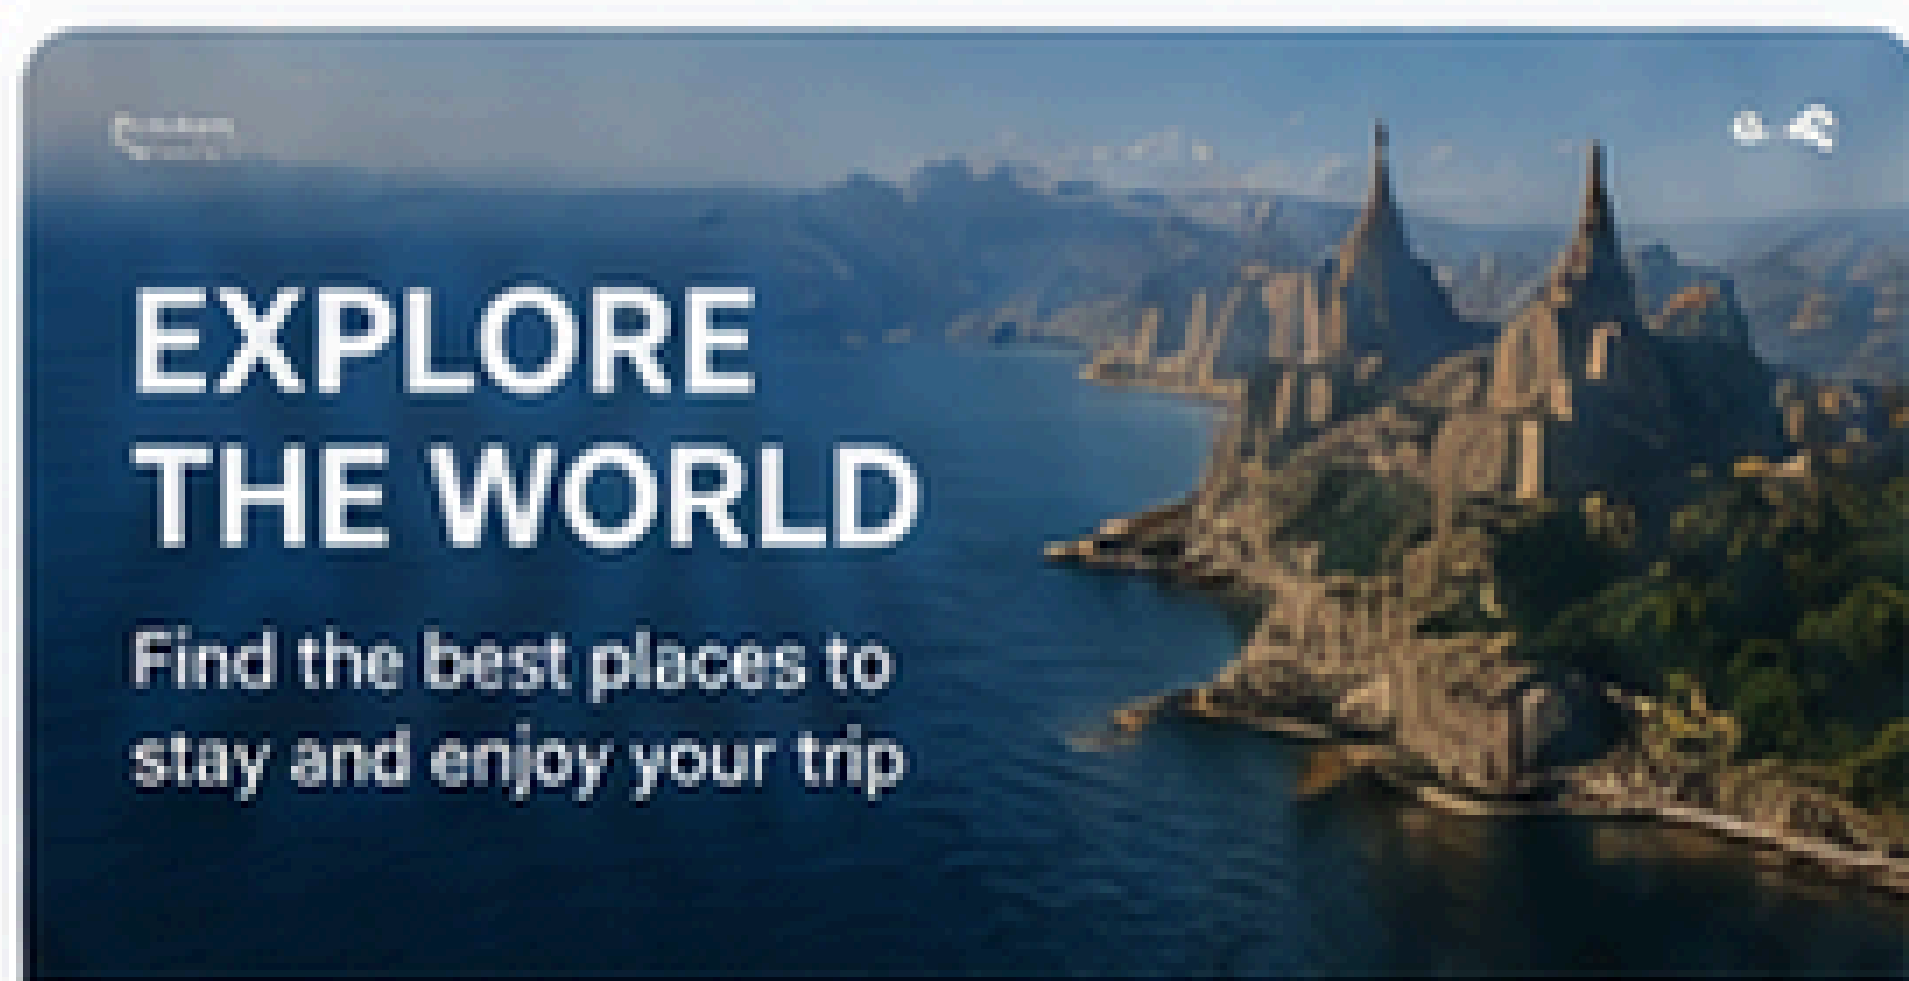 EXPLORE
THE WORLD
Find the best places to
stay and enjoy your trip